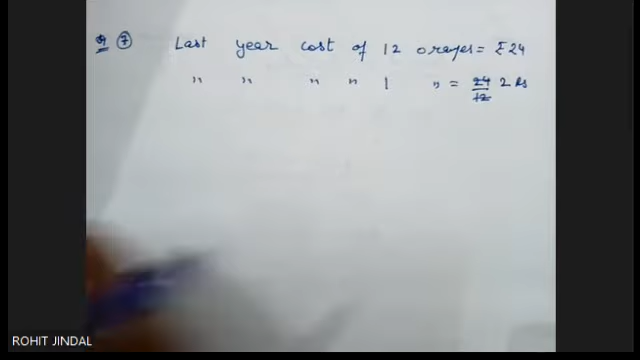 Q ⑦ Last year cost of 12 oranges = ₹24
" " " " 1 " = 24/12 2 Rs
ROHIT JINDAL